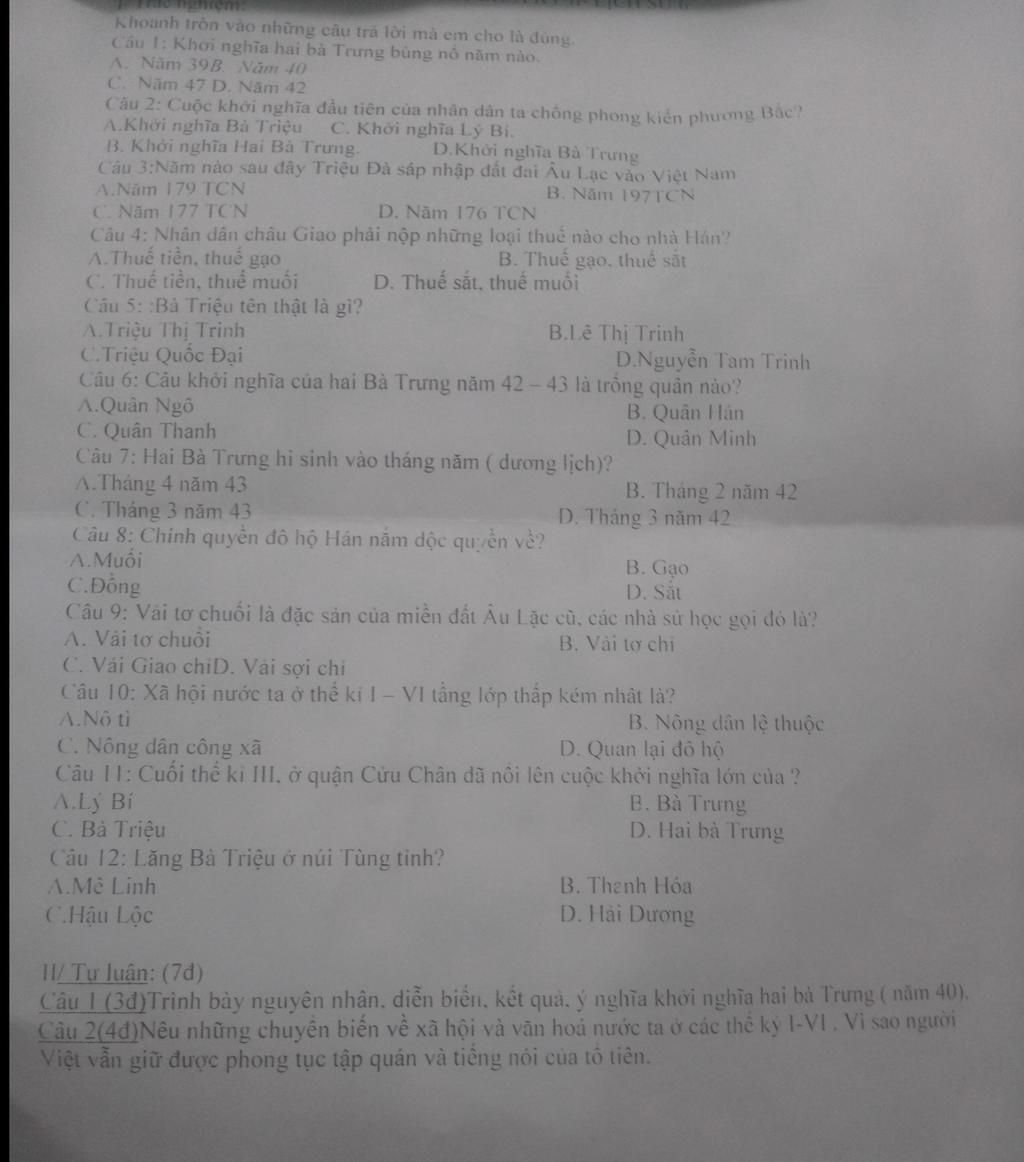 I. Trắc nghiệm:
Khoanh tròn vào những câu trả lời mà em cho là đúng.
Câu 1: Khởi nghĩa hai bà Trưng bùng nổ năm nào.
A. Năm 39B. Năm 40
C. Năm 47 D. Năm 42
Câu 2: Cuộc khởi nghĩa đầu tiên của nhân dân ta chống phong kiến phương Bắc?
A.Khởi nghĩa Bà Triệu C. Khởi nghĩa Lý Bí.
B. Khởi nghĩa Hai Bà Trưng. D.Khởi nghĩa Bà Trưng
Câu 3:Năm nào sau đây Triệu Đà sáp nhập đất đai Âu Lạc vào Việt Nam
A.Năm 179 TCN B. Năm 197TCN
C. Năm 177 TCN D. Năm 176 TCN
Câu 4: Nhân dân châu Giao phải nộp những loại thuế nào cho nhà Hán?
A.Thuế tiền, thuế gạo B. Thuế gạo, thuế sắt
C. Thuế tiền, thuế muối D. Thuế sắt, thuế muối
Câu 5: :Bà Triệu tên thật là gì?
A.Triệu Thị Trinh B.Lê Thị Trinh
C.Triệu Quốc Đại D.Nguyễn Tam Trinh
Câu 6: Câu khởi nghĩa của hai Bà Trưng năm 42 – 43 là trống quân nào?
A.Quân Ngô B. Quân Hán
C. Quân Thanh D. Quân Minh
Câu 7: Hai Bà Trưng hi sinh vào tháng năm ( dương lịch)?
A.Tháng 4 năm 43 B. Tháng 2 năm 42
C. Tháng 3 năm 43 D. Tháng 3 năm 42
Câu 8: Chính quyền đô hộ Hán nắm độc quyền về?
A.Muối B. Gạo
C.Đồng D. Sắt
Câu 9: Vải tơ chuối là đặc sản của miền đất Âu Lặc cũ, các nhà sử học gọi đó là?
A. Vải tơ chuối B. Vải tơ chỉ
C. Vải Giao chỉD. Vải sợi chỉ
Câu 10: Xã hội nước ta ở thế kỉ I – VI tầng lớp thấp kém nhât là?
A.Nô tì B. Nông dân lệ thuộc
C. Nông dân công xã D. Quan lại đô hộ
Câu 11: Cuối thế kỉ III, ở quận Cửu Chân đã nổi lên cuộc khởi nghĩa lớn của ?
A.Lý Bí B. Bà Trưng
C. Bà Triệu D. Hai bà Trưng
Câu 12: Lăng Bà Triệu ở núi Tùng tỉnh?
A.Mê Linh B. Thanh Hóa
C.Hậu Lộc D. Hải Dương
II/ Tự luận: (7đ)
Câu 1 (3đ)Trình bày nguyên nhân, diễn biến, kết quả, ý nghĩa khởi nghĩa hai bà Trưng ( năm 40).
Câu 2(4đ)Nêu những chuyển biến về xã hội và văn hoá nước ta ở các thế kỷ I-VI . Vì sao người
Việt vẫn giữ được phong tục tập quán và tiếng nói của tổ tiên.